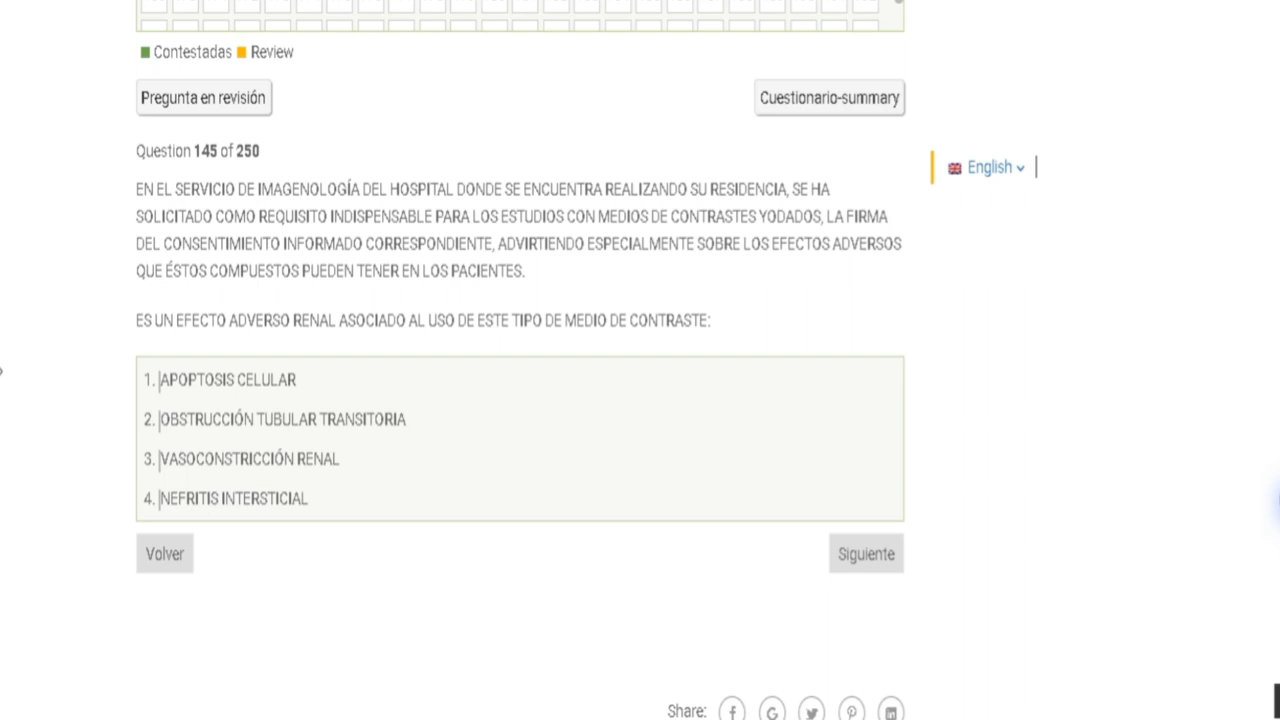 Contestadas Review
Pregunta en revisión Cuestionario-summary
Question 145 of 250
English
EN EL SERVICIO DE IMAGENOLOGÍA DEL HOSPITAL DONDE SE ENCUENTRA REALIZANDO SU RESIDENCIA, SE HA
SOLICITADO COMO REQUISITO INDISPENSABLE PARA LOS ESTUDIOS CON MEDIOS DE CONTRASTES YODADOS, LA FIRMA
DEL CONSENTIMIENTO INFORMADO CORRESPONDIENTE, ADVIRTIENDO ESPECIALMENTE SOBRE LOS EFECTOS ADVERSOS
QUE ÉSTOS COMPUESTOS PUEDEN TENER EN LOS PACIENTES.
ES UN EFECTO ADVERSO RENAL ASOCIADO AL USO DE ESTE TIPO DE MEDIO DE CONTRASTE:
1. APOPTOSIS CELULAR
2. OBSTRUCCIÓN TUBULAR TRANSITORIA
3. VASOCONSTRICCIÓN RENAL
4. NEFRITIS INTERSTICIAL
Volver Siguiente
Share: